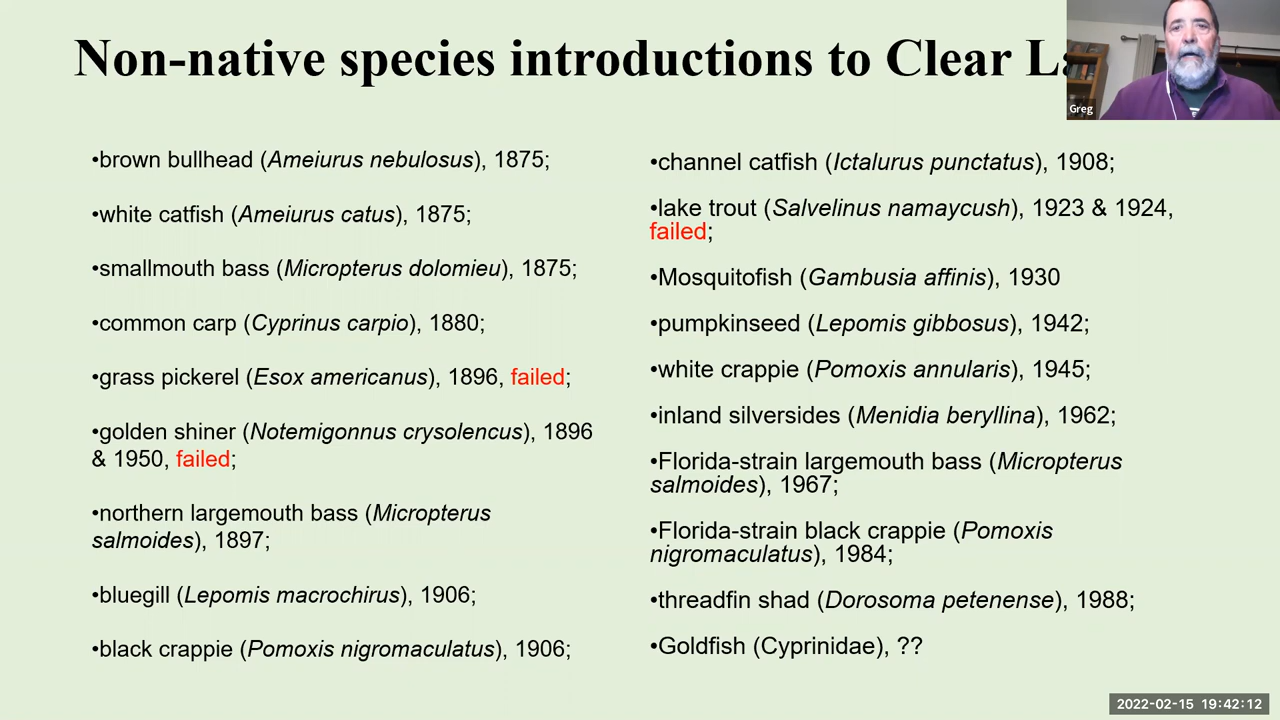 Non-native species introductions to Clear
•brown bullhead (Ameiurus nebulosus), 1875;
•white catfish (Ameiurus catus), 1875;
•smallmouth bass (Micropterus dolomieu), 1875;
•common carp (Cyprinus carpio), 1880;
•grass pickerel (Esox americanus), 1896, failed;
•golden shiner (Notemigonnus crysolencus), 1896
& 1950, failed;
•northern largemouth bass (Micropterus
salmoides), 1897;
•bluegill (Lepomis macrochirus), 1906;
•black crappie (Pomoxis nigromaculatus), 1906;
•channel catfish (Ictalurus punctatus), 1908;
•lake trout (Salvelinus namaycush), 1923 & 1924,
failed;
•Mosquitofish (Gambusia affinis), 1930
•pumpkinseed (Lepomis gibbosus), 1942;
•white crappie (Pomoxis annularis), 1945;
•inland silversides (Menidia beryllina), 1962;
•Florida-strain largemouth bass (Micropterus
salmoides), 1967;
•Florida-strain black crappie (Pomoxis
nigromaculatus), 1984;
•threadfin shad (Dorosoma petenense), 1988;
•Goldfish (Cyprinidae), ??
Greg
2022-02-15 19:42:12